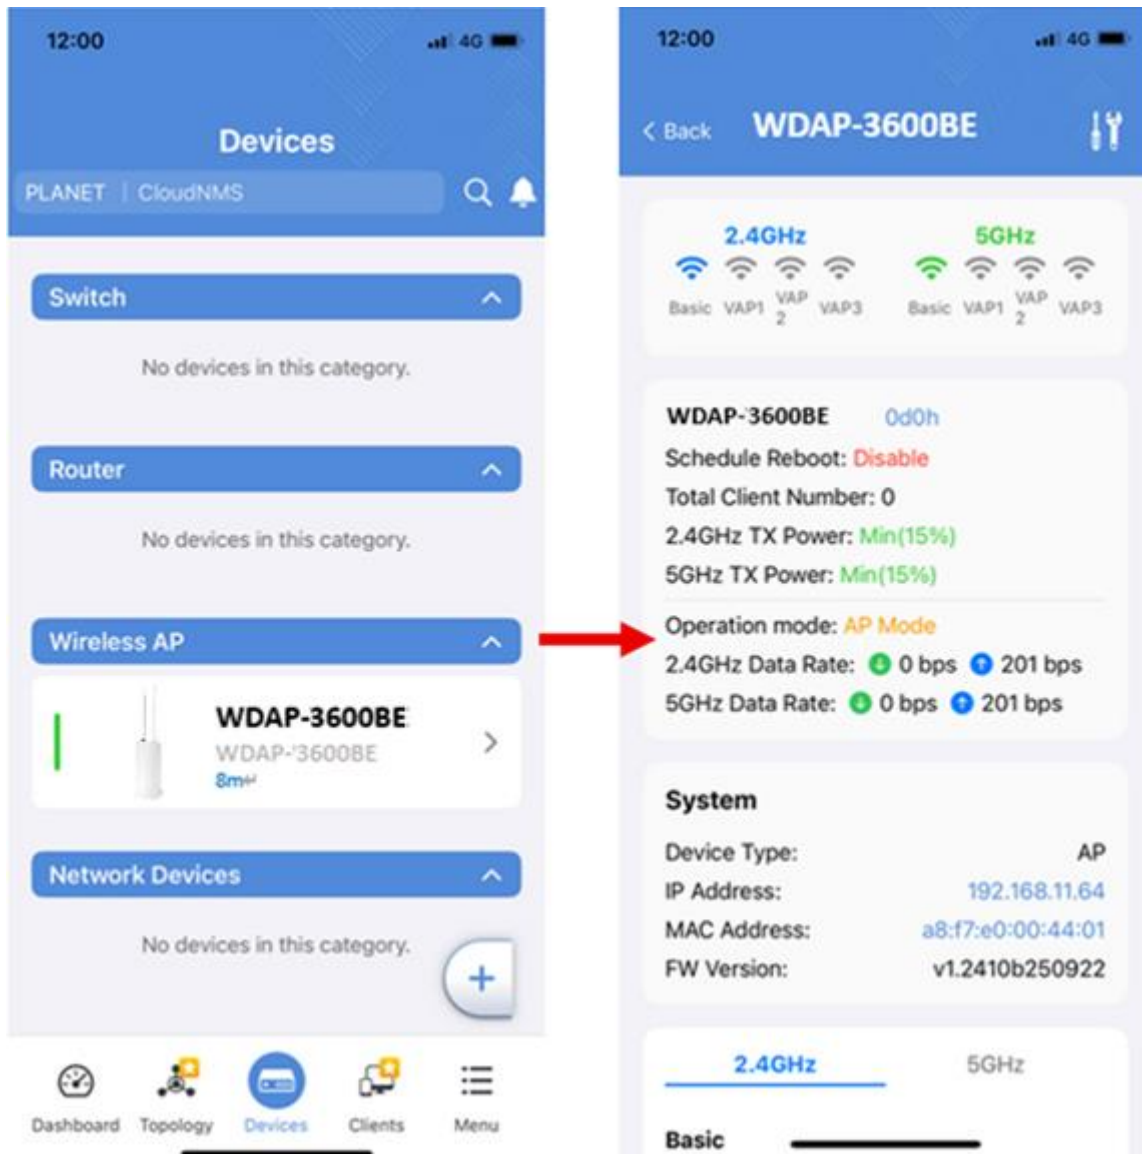 12:00
4G
Devices
PLANET | CloudNMS
Switch
No devices in this category.
Router
No devices in this category.
Wireless AP
WDAP-3600BE
WDAP-'3600BE
8m↵
Network Devices
No devices in this category.
+
Dashboard Topology Devices Clients Menu
12:00
4G
< Back WDAP-3600BE
2.4GHz 5GHz
Basic VAP1 VAP2 VAP3 Basic VAP1 VAP2 VAP3
WDAP-'3600BE 0d0h
Schedule Reboot: Disable
Total Client Number: 0
2.4GHz TX Power: Min(15%)
5GHz TX Power: Min(15%)
Operation mode: AP Mode
2.4GHz Data Rate: 0 bps 201 bps
5GHz Data Rate: 0 bps 201 bps
System
Device Type: AP
IP Address: 192.168.11.64
MAC Address: a8:f7:e0:00:44:01
FW Version: v1.2410b250922
2.4GHz 5GHz
Basic